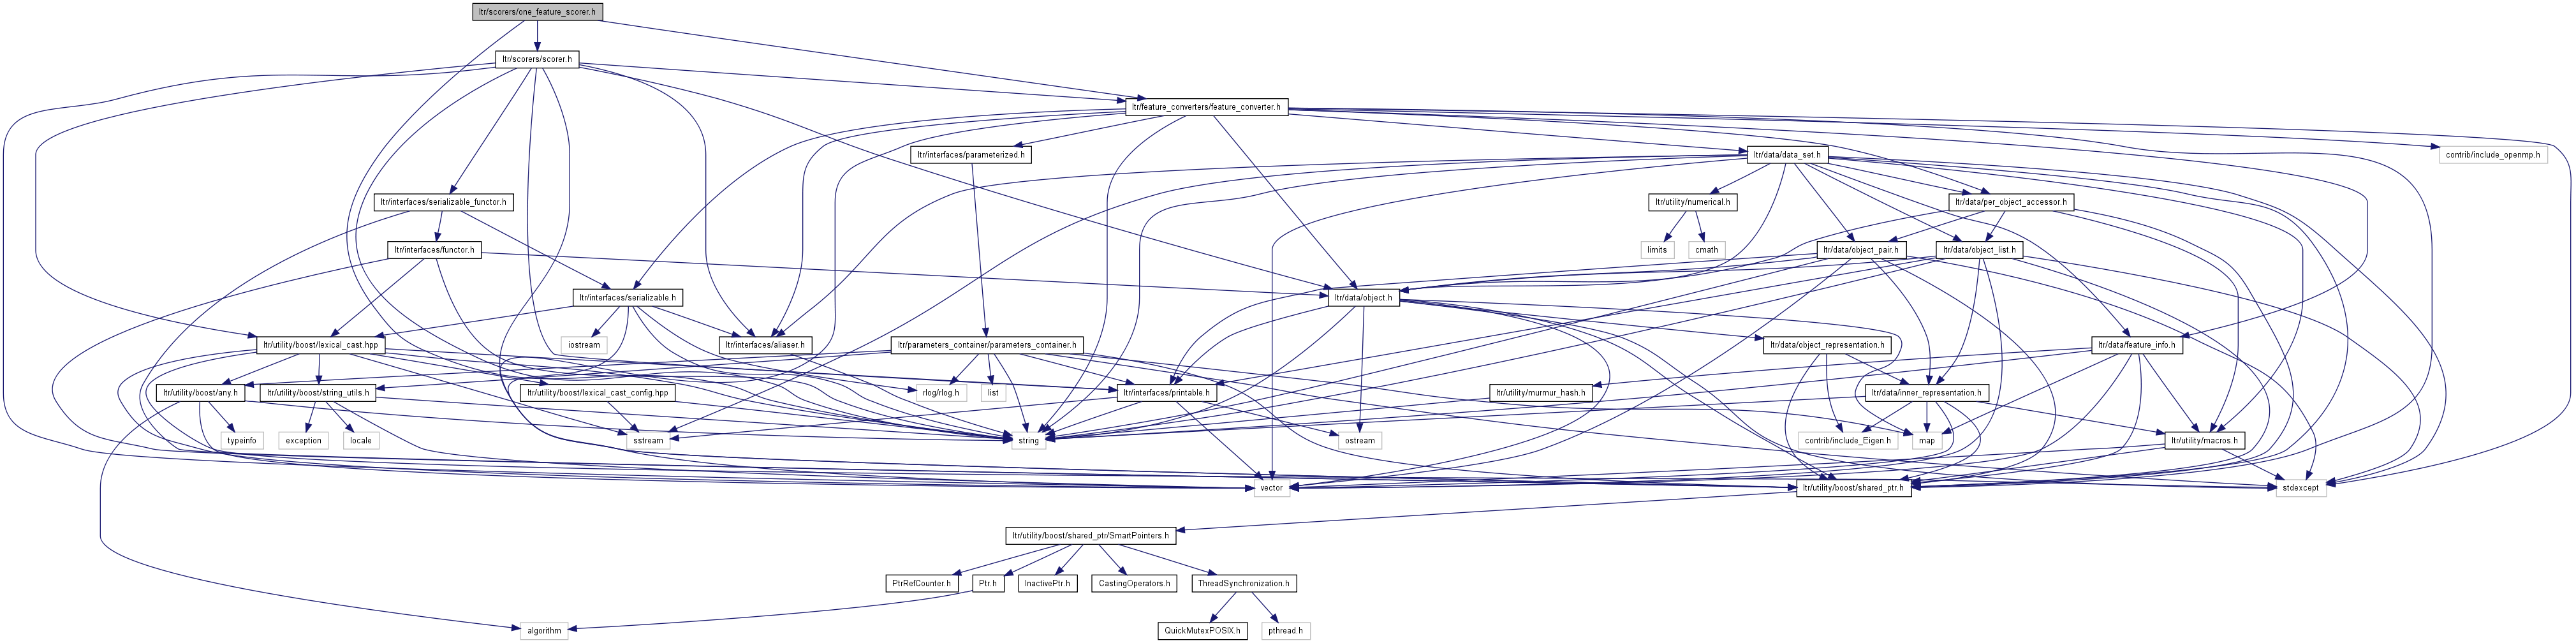 ltr/scorers/one_feature_scorer.h
ltr/scorers/scorer.h
ltr/feature_converters/feature_converter.h
ltr/interfaces/parameterized.h
ltr/data/data_set.h
contrib/include_openmp.h
ltr/interfaces/serializable_functor.h
ltr/utility/numerical.h
ltr/data/per_object_accessor.h
ltr/interfaces/functor.h
limits
cmath
ltr/data/object_pair.h
ltr/data/object_list.h
ltr/interfaces/serializable.h
ltr/data/object.h
ltr/utility/boost/lexical_cast.hpp
iostream
ltr/interfaces/aliaser.h
ltr/parameters_container/parameters_container.h
ltr/data/object_representation.h
ltr/data/feature_info.h
ltr/utility/boost/any.h
ltr/utility/boost/string_utils.h
ltr/utility/boost/lexical_cast_config.hpp
rlog/rlog.h
list
ltr/interfaces/printable.h
ltr/utility/murmur_hash.h
ltr/data/inner_representation.h
typeinfo
exception
locale
sstream
string
ostream
contrib/include_Eigen.h
map
ltr/utility/macros.h
vector
ltr/utility/boost/shared_ptr.h
stdexcept
ltr/utility/boost/shared_ptr/SmartPointers.h
PtrRefCounter.h
Ptr.h
InactivePtr.h
CastingOperators.h
ThreadSynchronization.h
algorithm
QuickMutexPOSIX.h
pthread.h